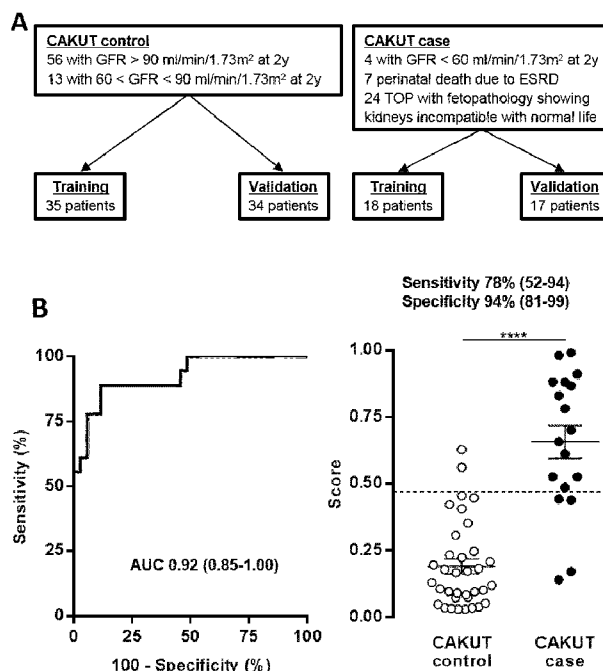 A
CAKUT control
56 with GFR > 90 ml/min/1.73m² at 2y
13 with 60 < GFR < 90 ml/min/1.73m² at 2y
CAKUT case
4 with GFR < 60 ml/min/1.73m² at 2y
7 perinatal death due to ESRD
24 TOP with fetopathology showing
kidneys incompatible with normal life
Training
35 patients
Validation
34 patients
Training
18 patients
Validation
17 patients
B
Sensitivity (%)
100
75
50
25
0
AUC 0.92 (0.85-1.00)
0 25 50 75 100
100 - Specificity (%)
Sensitivity 78% (52-94)
Specificity 94% (81-99)
****
Score
1.00
0.75
0.50
0.25
0.00
CAKUT
control
CAKUT
case